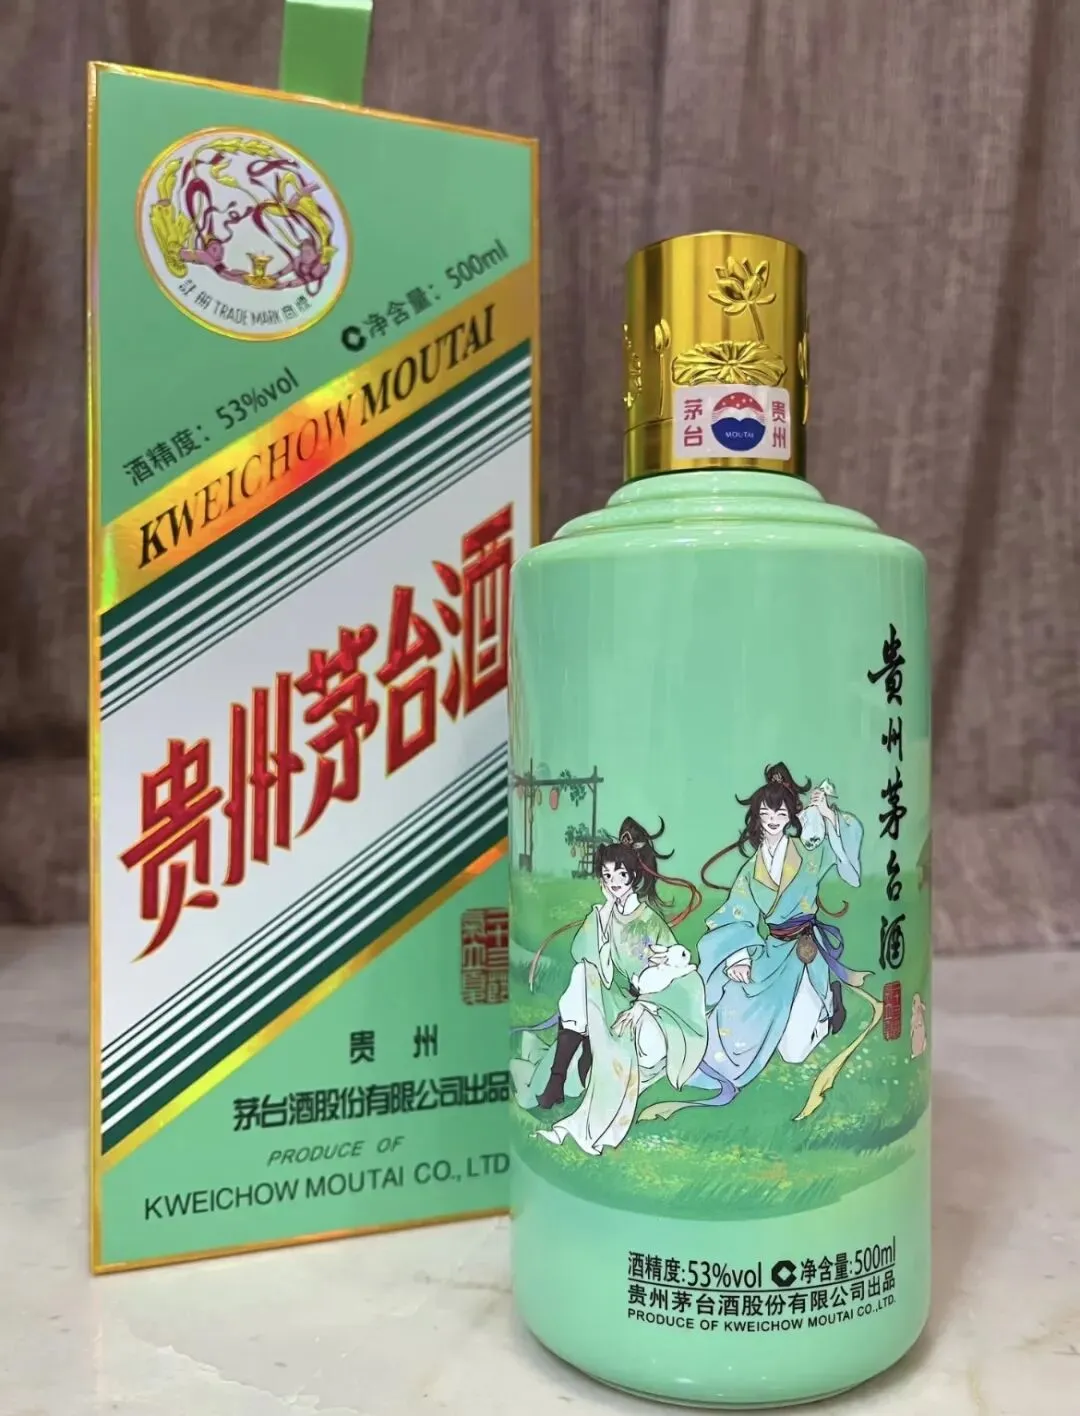 註册 TRADE MARK 商標
酒精度：53%vol 净含量：500ml
KWEICHOW MOUTAI
贵州茅台酒
贵州
茅台酒股份有限公司出品
PRODUCE OF
KWEICHOW MOUTAI CO., LTD
茅台
MOUTAI
贵州
貴州茅台酒
酒精度:53%vol 净含量:500ml
贵州茅台酒股份有限公司出品
PRODUCE OF KWEICHOW MOUTAI CO.,LTD.